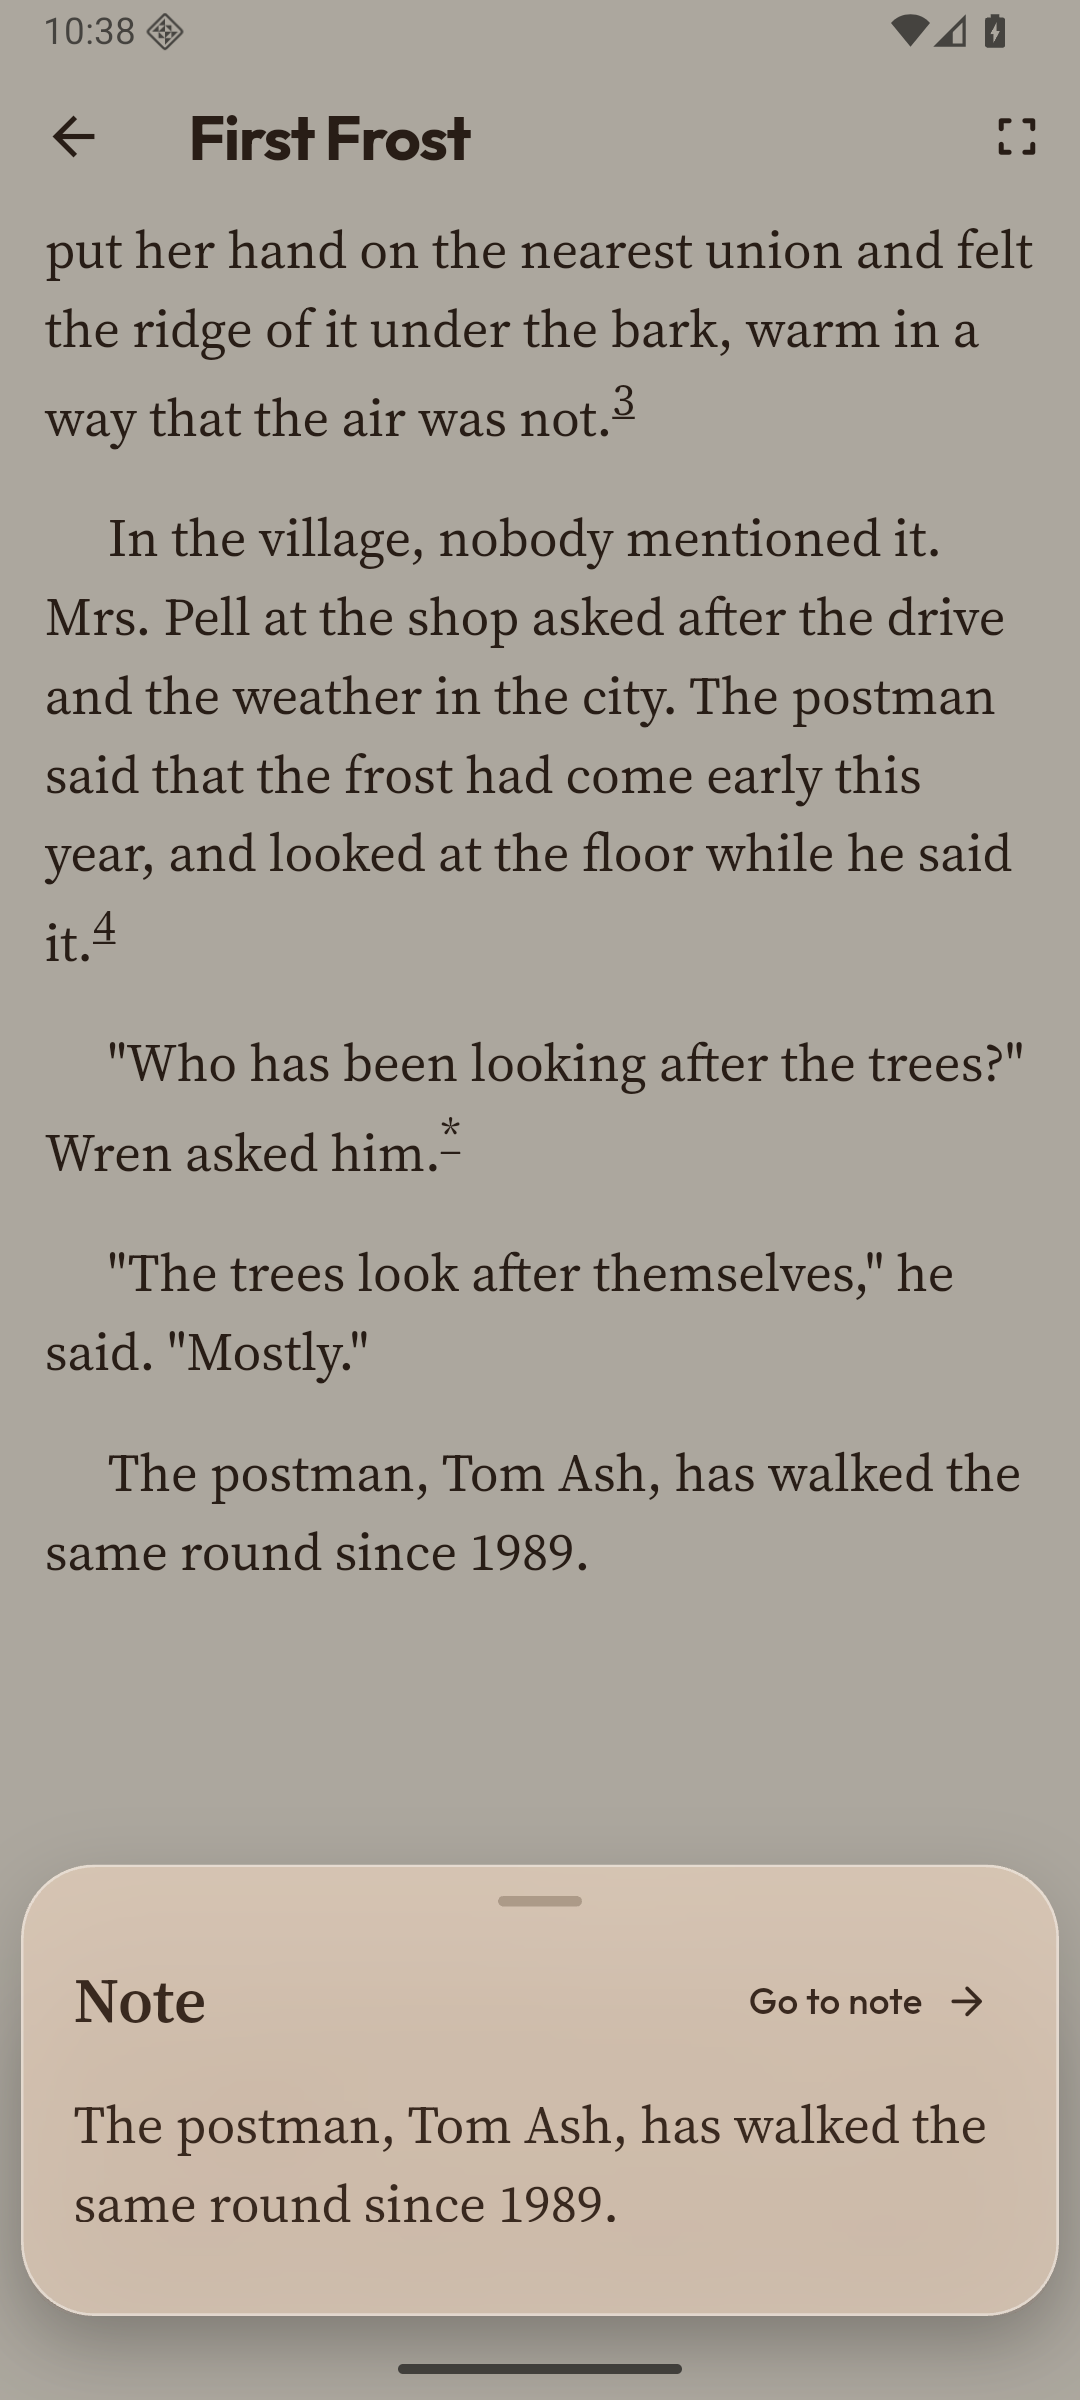 10:38
First Frost
put her hand on the nearest union and felt
the ridge of it under the bark, warm in a
way that the air was not.3
In the village, nobody mentioned it.
Mrs. Pell at the shop asked after the drive
and the weather in the city. The postman
said that the frost had come early this
year, and looked at the floor while he said
it.4
"Who has been looking after the trees?"
Wren asked him.*
"The trees look after themselves," he
said. "Mostly."
The postman, Tom Ash, has walked the
same round since 1989.
Note
Go to note →
The postman, Tom Ash, has walked the
same round since 1989.